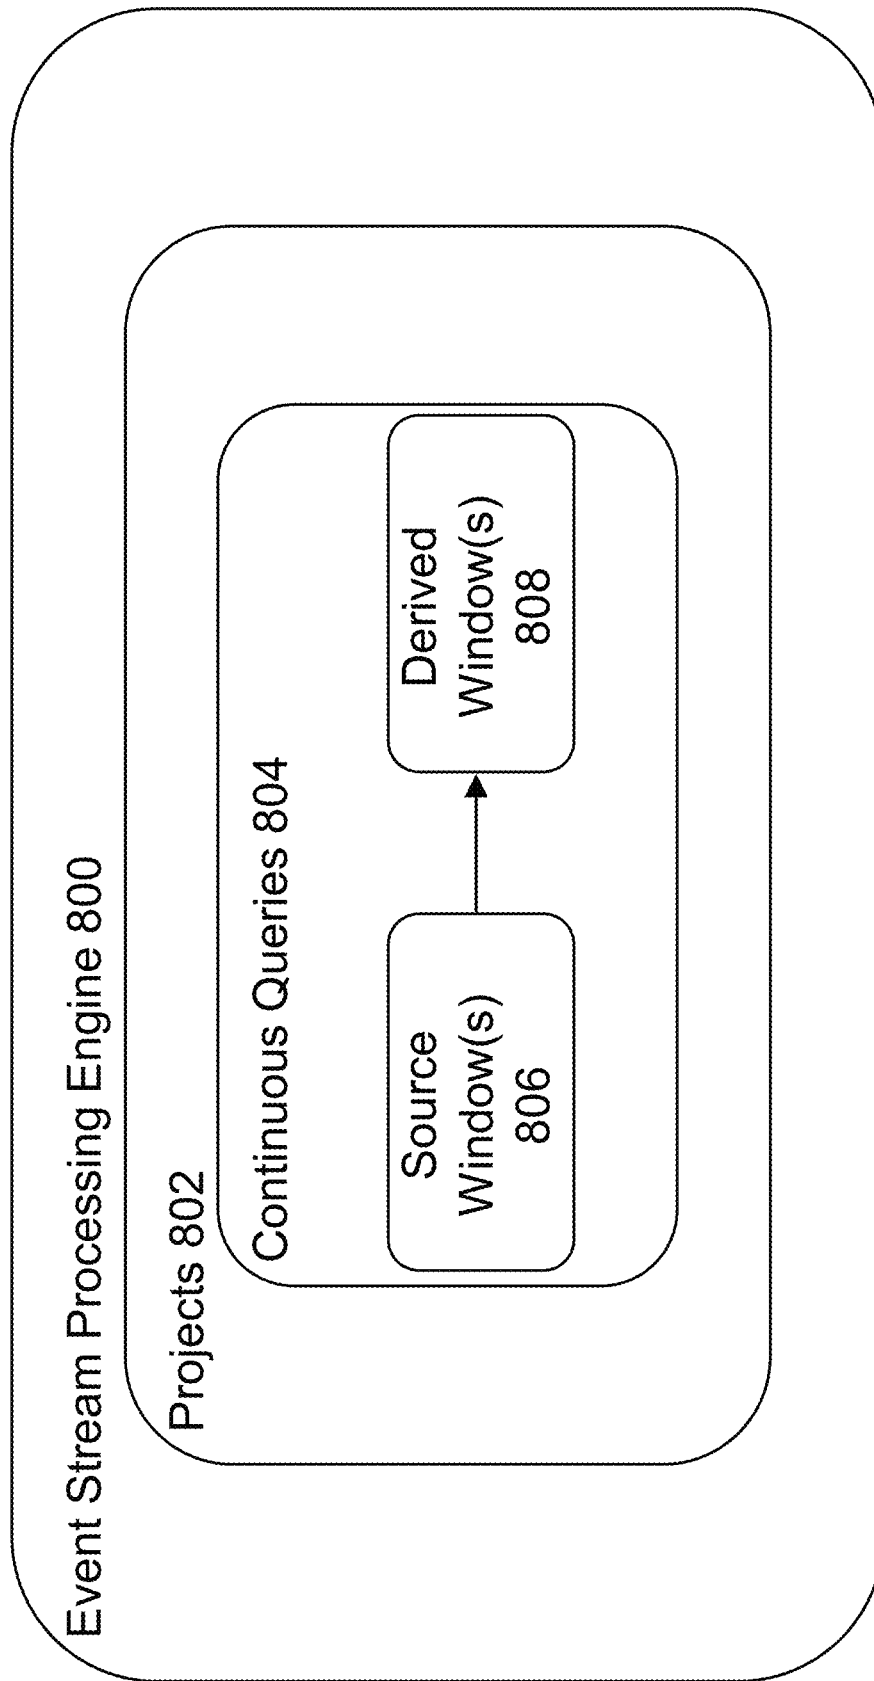 Event Stream Processing Engine 800
Projects 802
Continuous Queries 804
Source
Window(s)
806
Derived
Window(s)
808